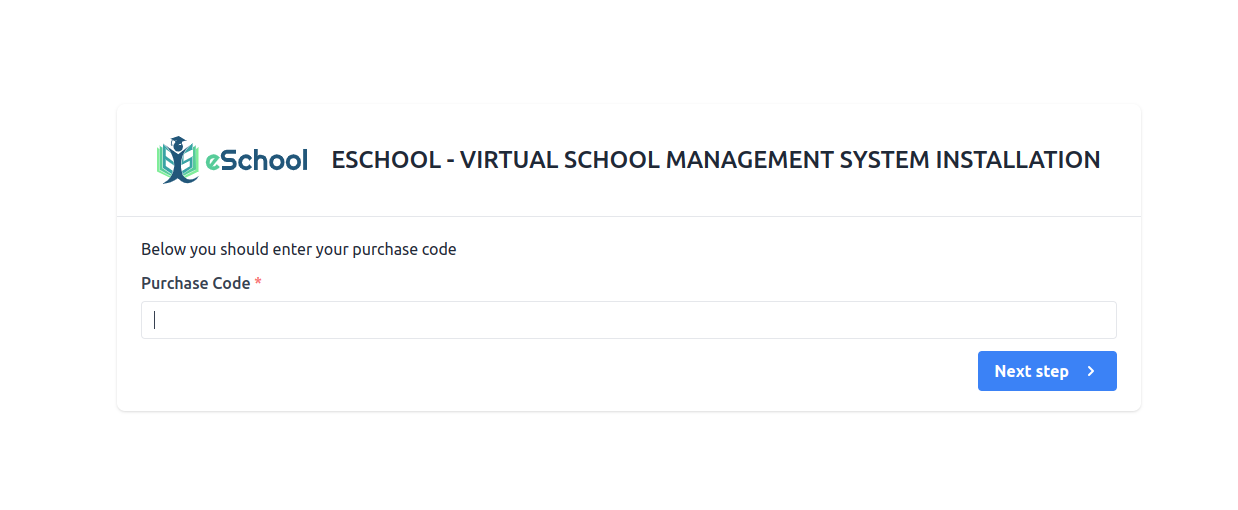 eSchool ESCHOOL - VIRTUAL SCHOOL MANAGEMENT SYSTEM INSTALLATION
Below you should enter your purchase code
Purchase Code *
Next step